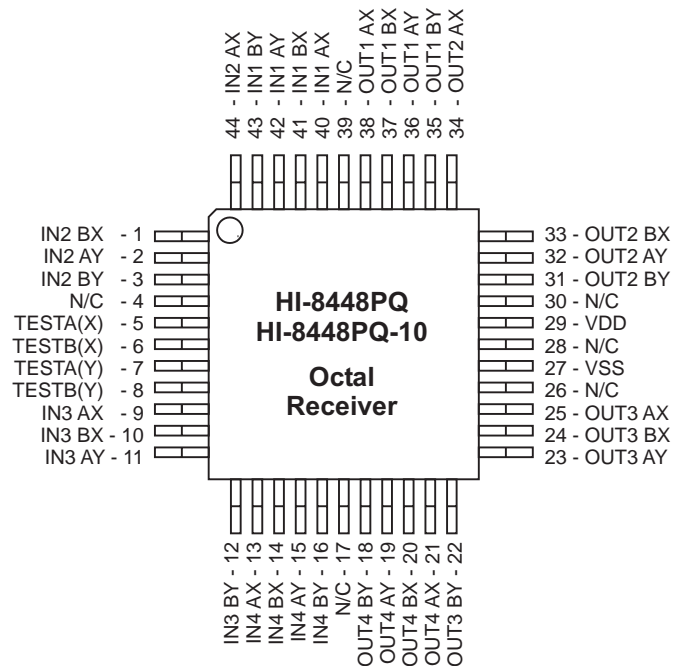 44 - IN2 AX
43 - IN1 BY
42 - IN1 AY
41 - IN1 BX
40 - IN1 AX
39 - N/C
38 - OUT1 AX
37 - OUT1 BX
36 - OUT1 AY
35 - OUT1 BY
34 - OUT2 AX
IN2 BX - 1
IN2 AY - 2
IN2 BY - 3
N/C - 4
TESTA(X) - 5
TESTB(X) - 6
TESTA(Y) - 7
TESTB(Y) - 8
IN3 AX - 9
IN3 BX - 10
IN3 AY - 11
HI-8448PQ
HI-8448PQ-10
Octal
Receiver
33 - OUT2 BX
32 - OUT2 AY
31 - OUT2 BY
30 - N/C
29 - VDD
28 - N/C
27 - VSS
26 - N/C
25 - OUT3 AX
24 - OUT3 BX
23 - OUT3 AY
IN3 BY - 12
IN4 AX - 13
IN4 BX - 14
IN4 AY - 15
IN4 BY - 16
N/C - 17
OUT4 BY - 18
OUT4 AY - 19
OUT4 BX - 20
OUT4 AX - 21
OUT3 BY - 22